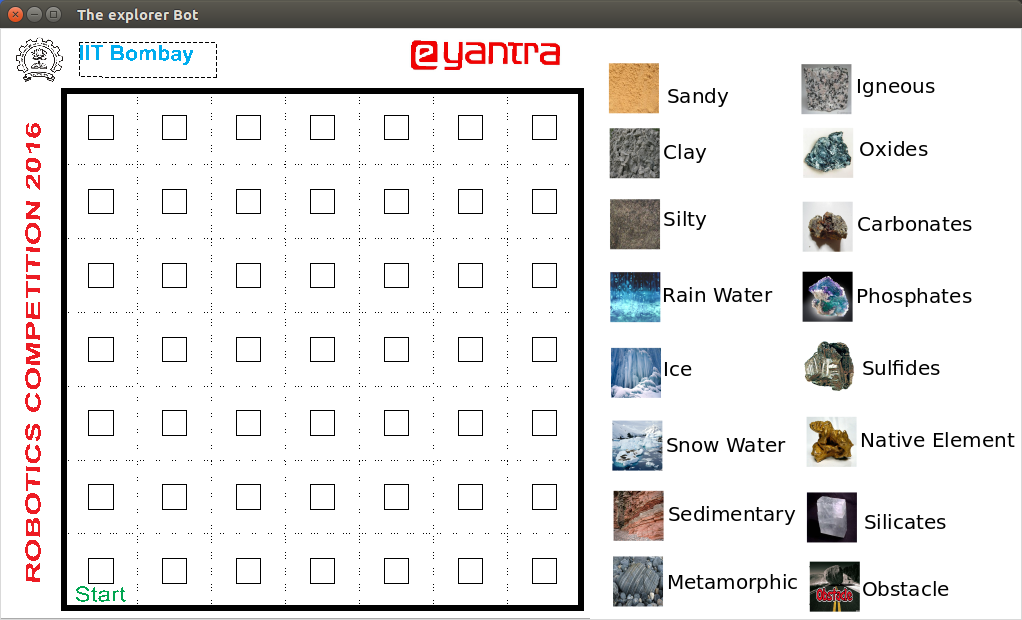 The explorer Bot
IIT Bombay
e yantra
ROBOTICS COMPETITION 2016
Start
Sandy
Clay
Silty
Rain Water
Ice
Snow Water
Sedimentary
Metamorphic
Igneous
Oxides
Carbonates
Phosphates
Sulfides
Native Element
Silicates
Obstacle
Obstacle